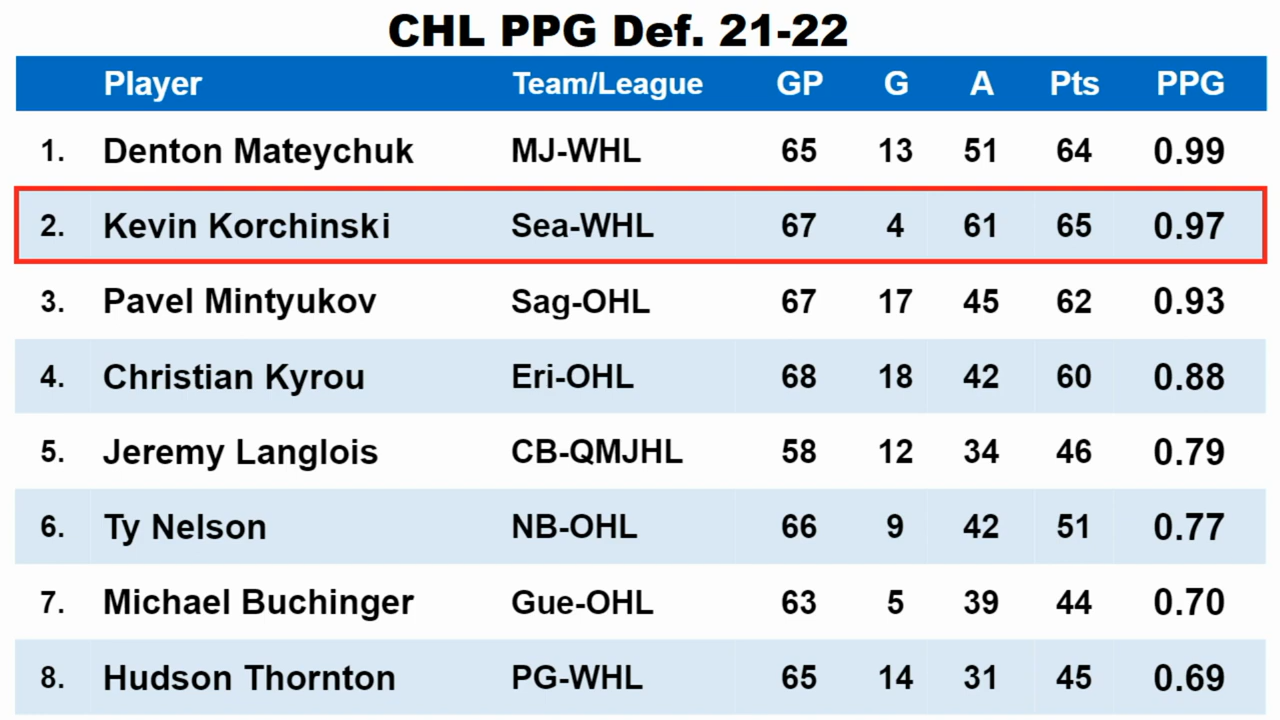 CHL PPG Def. 21-22
Player Team/League GP G A Pts PPG
1. Denton Mateychuk MJ-WHL 65 13 51 64 0.99
2. Kevin Korchinski Sea-WHL 67 4 61 65 0.97
3. Pavel Mintyukov Sag-OHL 67 17 45 62 0.93
4. Christian Kyrou Eri-OHL 68 18 42 60 0.88
5. Jeremy Langlois CB-QMJHL 58 12 34 46 0.79
6. Ty Nelson NB-OHL 66 9 42 51 0.77
7. Michael Buchinger Gue-OHL 63 5 39 44 0.70
8. Hudson Thornton PG-WHL 65 14 31 45 0.69